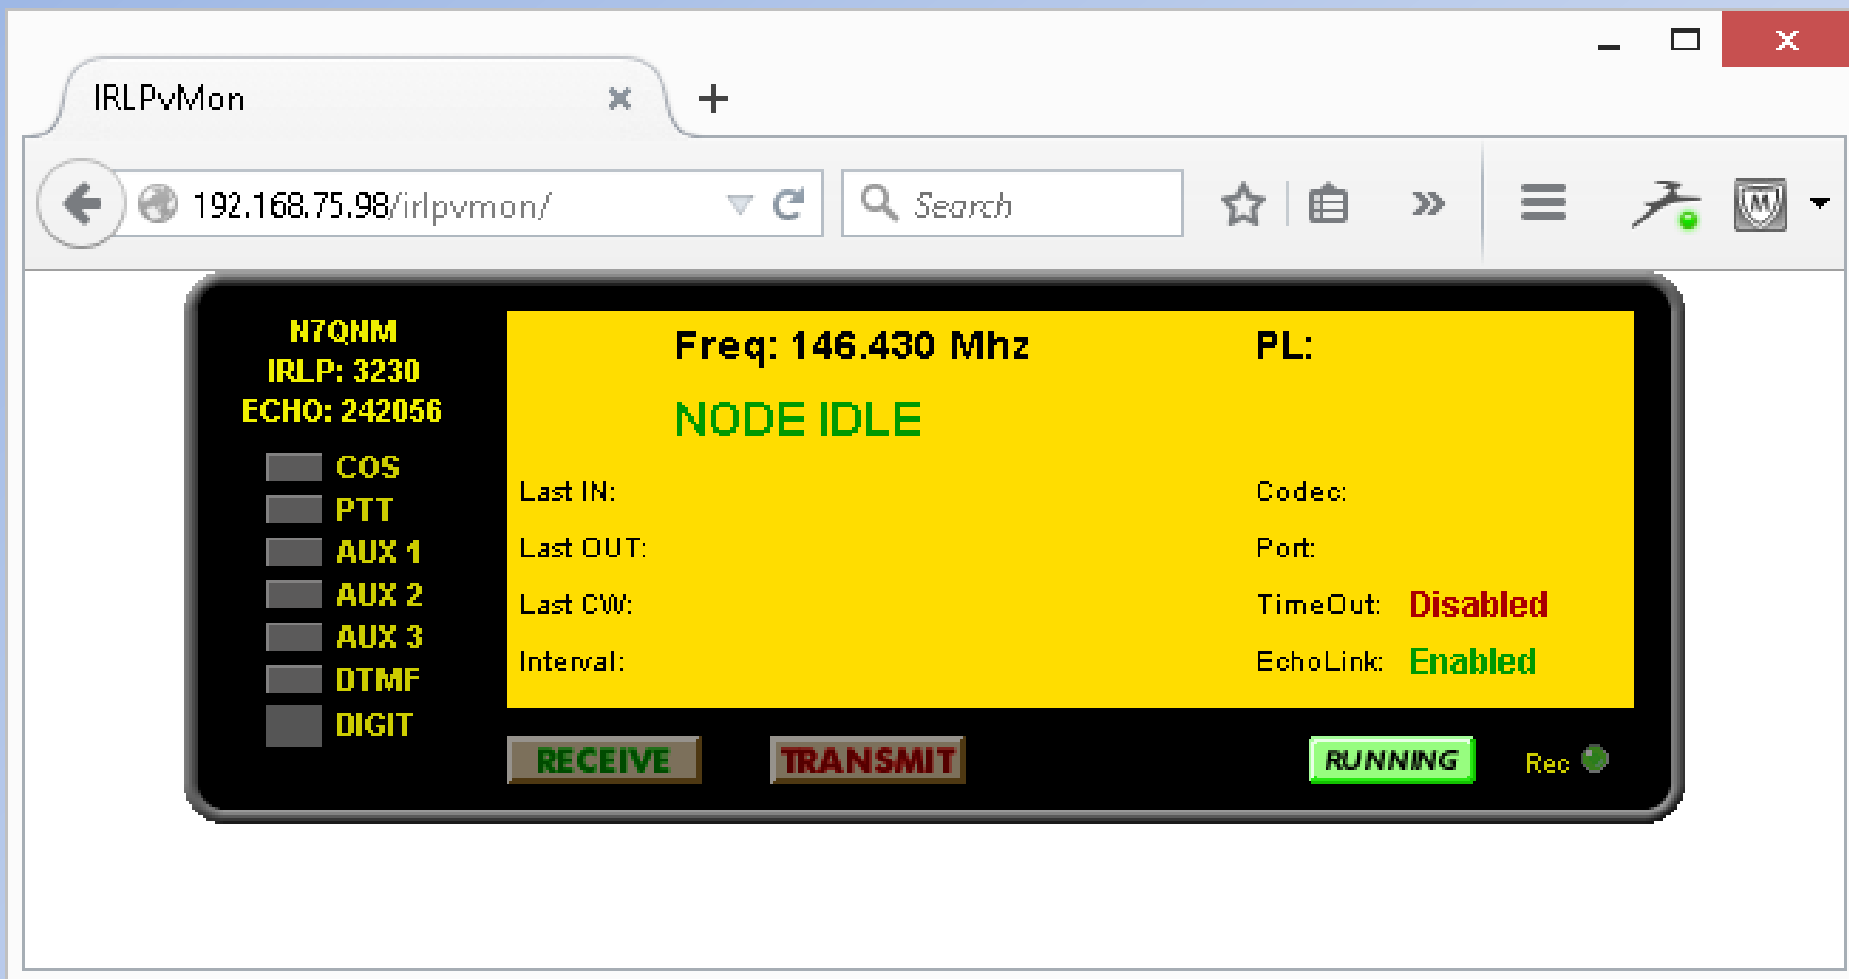 IRLPvMon
192.168.75.98/irlpvmon/
Search
N7QNM
IRLP: 3230
ECHO: 242056
COS
PTT
AUX 1
AUX 2
AUX 3
DTMF
DIGIT
Freq: 146.430 Mhz PL:
NODE IDLE
Last IN: Codec:
Last OUT: Port:
Last CW: TimeOut: Disabled
Interval: EchoLink: Enabled
RECEIVE TRANSMIT RUNNING Rec